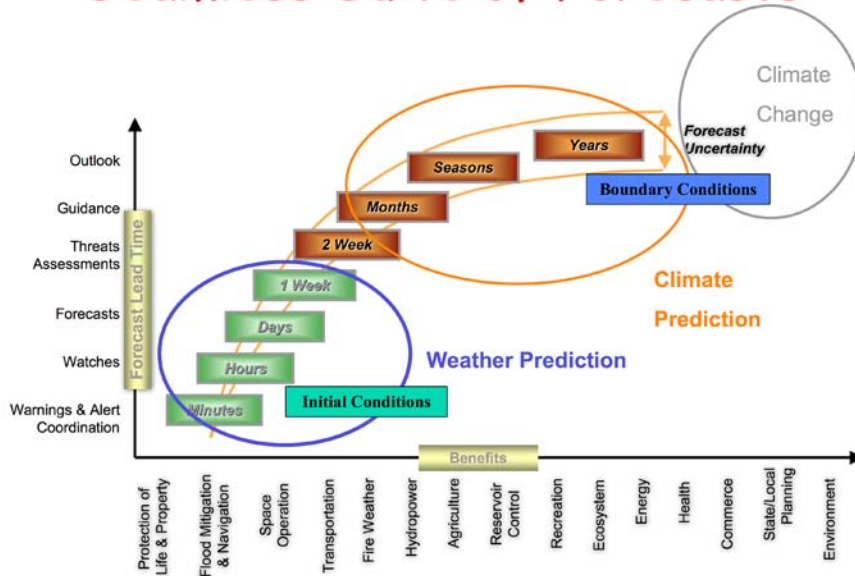 Climate
Change
Outlook
Guidance
Threats
Assessments
Forecasts
Watches
Warnings & Alert
Coordination
Forecast Lead Time
Years
Seasons
Months
2 Week
1 Week
Days
Hours
Minutes
Forecast
Uncertainty
Boundary Conditions
Climate
Prediction
Weather Prediction
Initial Conditions
Benefits
Protection of
Life & Property
Flood Mitigation
& Navigation
Space
Operation
Transportation
Fire Weather
Hydropower
Agriculture
Reservoir
Control
Recreation
Ecosystem
Energy
Health
Commerce
State/Local
Planning
Environment